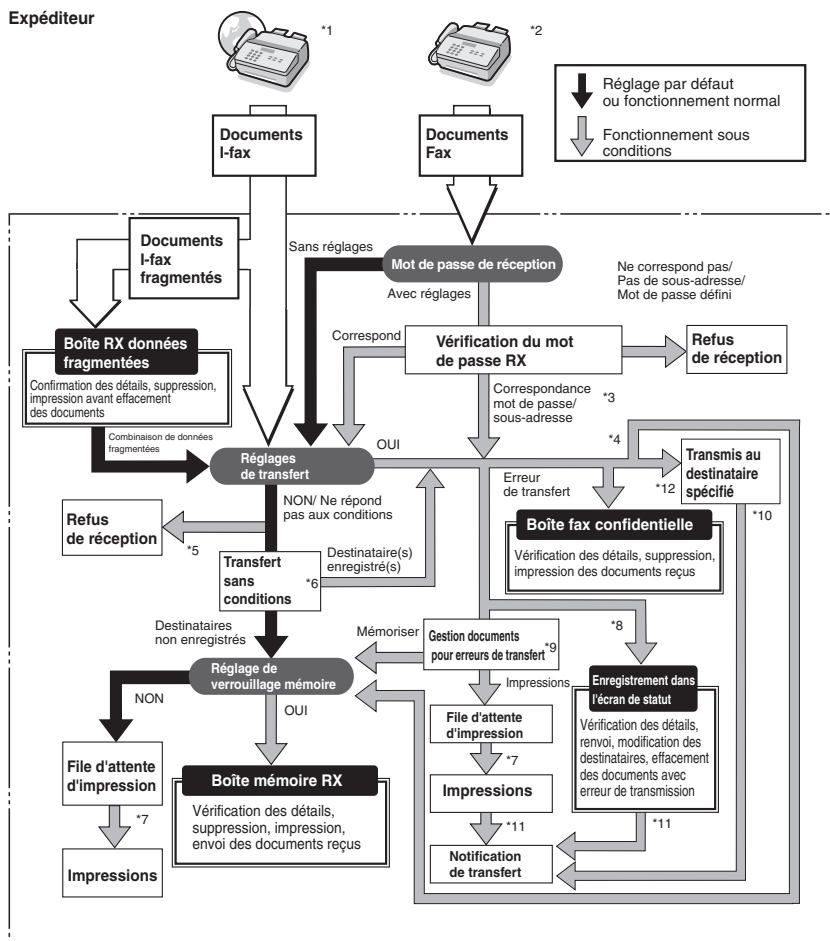 Expéditeur
*1
*2
Réglage par défaut
ou fonctionnement normal
Fonctionnement sous
conditions
Documents
I-fax
Documents
Fax
Documents
I-fax
fragmentés
Sans réglages
Mot de passe de réception
Avec réglages
Ne correspond pas/
Pas de sous-adresse/
Mot de passe défini
Boîte RX données
fragmentées
Confirmation des détails, suppression,
impression avant effacement
des documents
Correspond
Vérification du mot
de passe RX
Refus
de réception
Correspondance
mot de passe/
sous-adresse
*3
Combinaison de données
fragmentées
Réglages
de transfert
OUI
*4
Erreur
de transfert
*12
Transmis au
destinataire
spécifié
*10
NON/ Ne répond
pas aux conditions
Refus
de réception
*5
Boîte fax confidentielle
Vérification des détails, suppression,
impression des documents reçus
Transfert
sans
conditions
*6
Destinataire(s)
enregistré(s)
Destinataires
non enregistrés
Mémoriser
Gestion documents
pour erreurs de transfert
*9
*8
Réglage de
verrouillage mémoire
NON
OUI
Impressions
Enregistrement dans
l'écran de statut
Vérification des détails,
renvoi, modification des
destinataires, effacement
des documents avec
erreur de transmission
File d'attente
d'impression
*7
File d'attente
d'impression
*7
Boîte mémoire RX
Vérification des détails,
suppression, impression,
envoi des documents reçus
Impressions
*11
*11
Impressions
Notification
de transfert